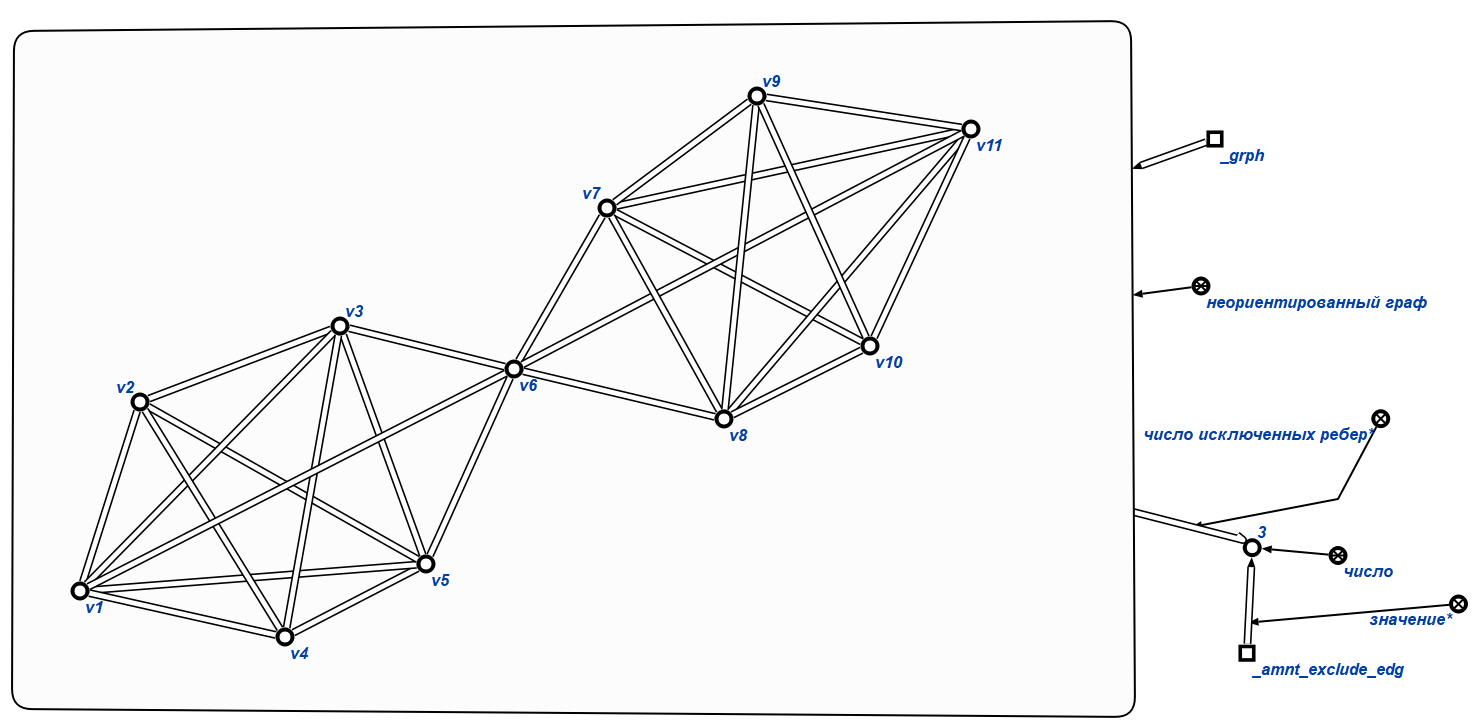 v9
v11
_grph
v7
неориентированный граф
v3
v10
v6
v2
число исключенных ребер*
v8
3
число
v5
v1
значение*
v4
_amnt_exclude_edg